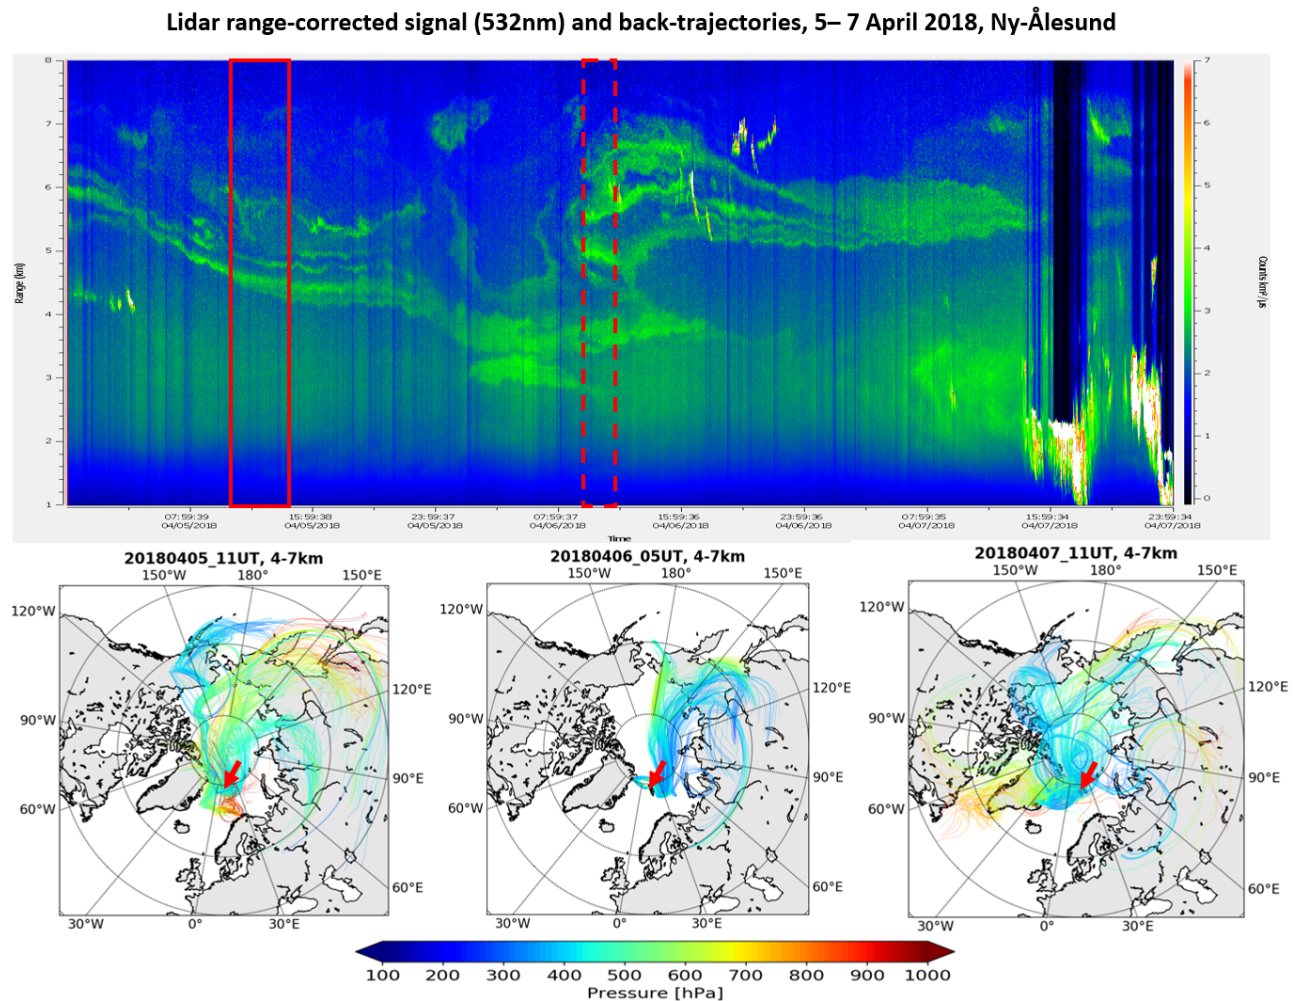 Lidar range-corrected signal (532nm) and back-trajectories, 5– 7 April 2018, Ny-Ålesund
8
7
6
5
4
3
2
1
Range (km)
7
6
5
4
3
2
1
0
Counts km²/µs
07:59:39 15:59:38 23:59:37 07:59:37 15:59:36 23:59:36 07:59:35 15:59:34 23:59:34
04/05/2018 04/05/2018 04/05/2018 04/06/2018 04/06/2018 04/06/2018 04/07/2018 04/07/2018 04/07/2018
Time
20180405_11UT, 4-7km
150°W 180° 150°E
120°W
120°E
90°W
90°E
60°W
60°E
30°W 0° 30°E
20180406_05UT, 4-7km
150°W 180° 150°E
120°W
120°E
90°W
90°E
60°W
60°E
30°W 0° 30°E
20180407_11UT, 4-7km
150°W 180° 150°E
120°W
120°E
90°W
90°E
60°W
60°E
30°W 0° 30°E
100 200 300 400 500 600 700 800 900 1000
Pressure [hPa]